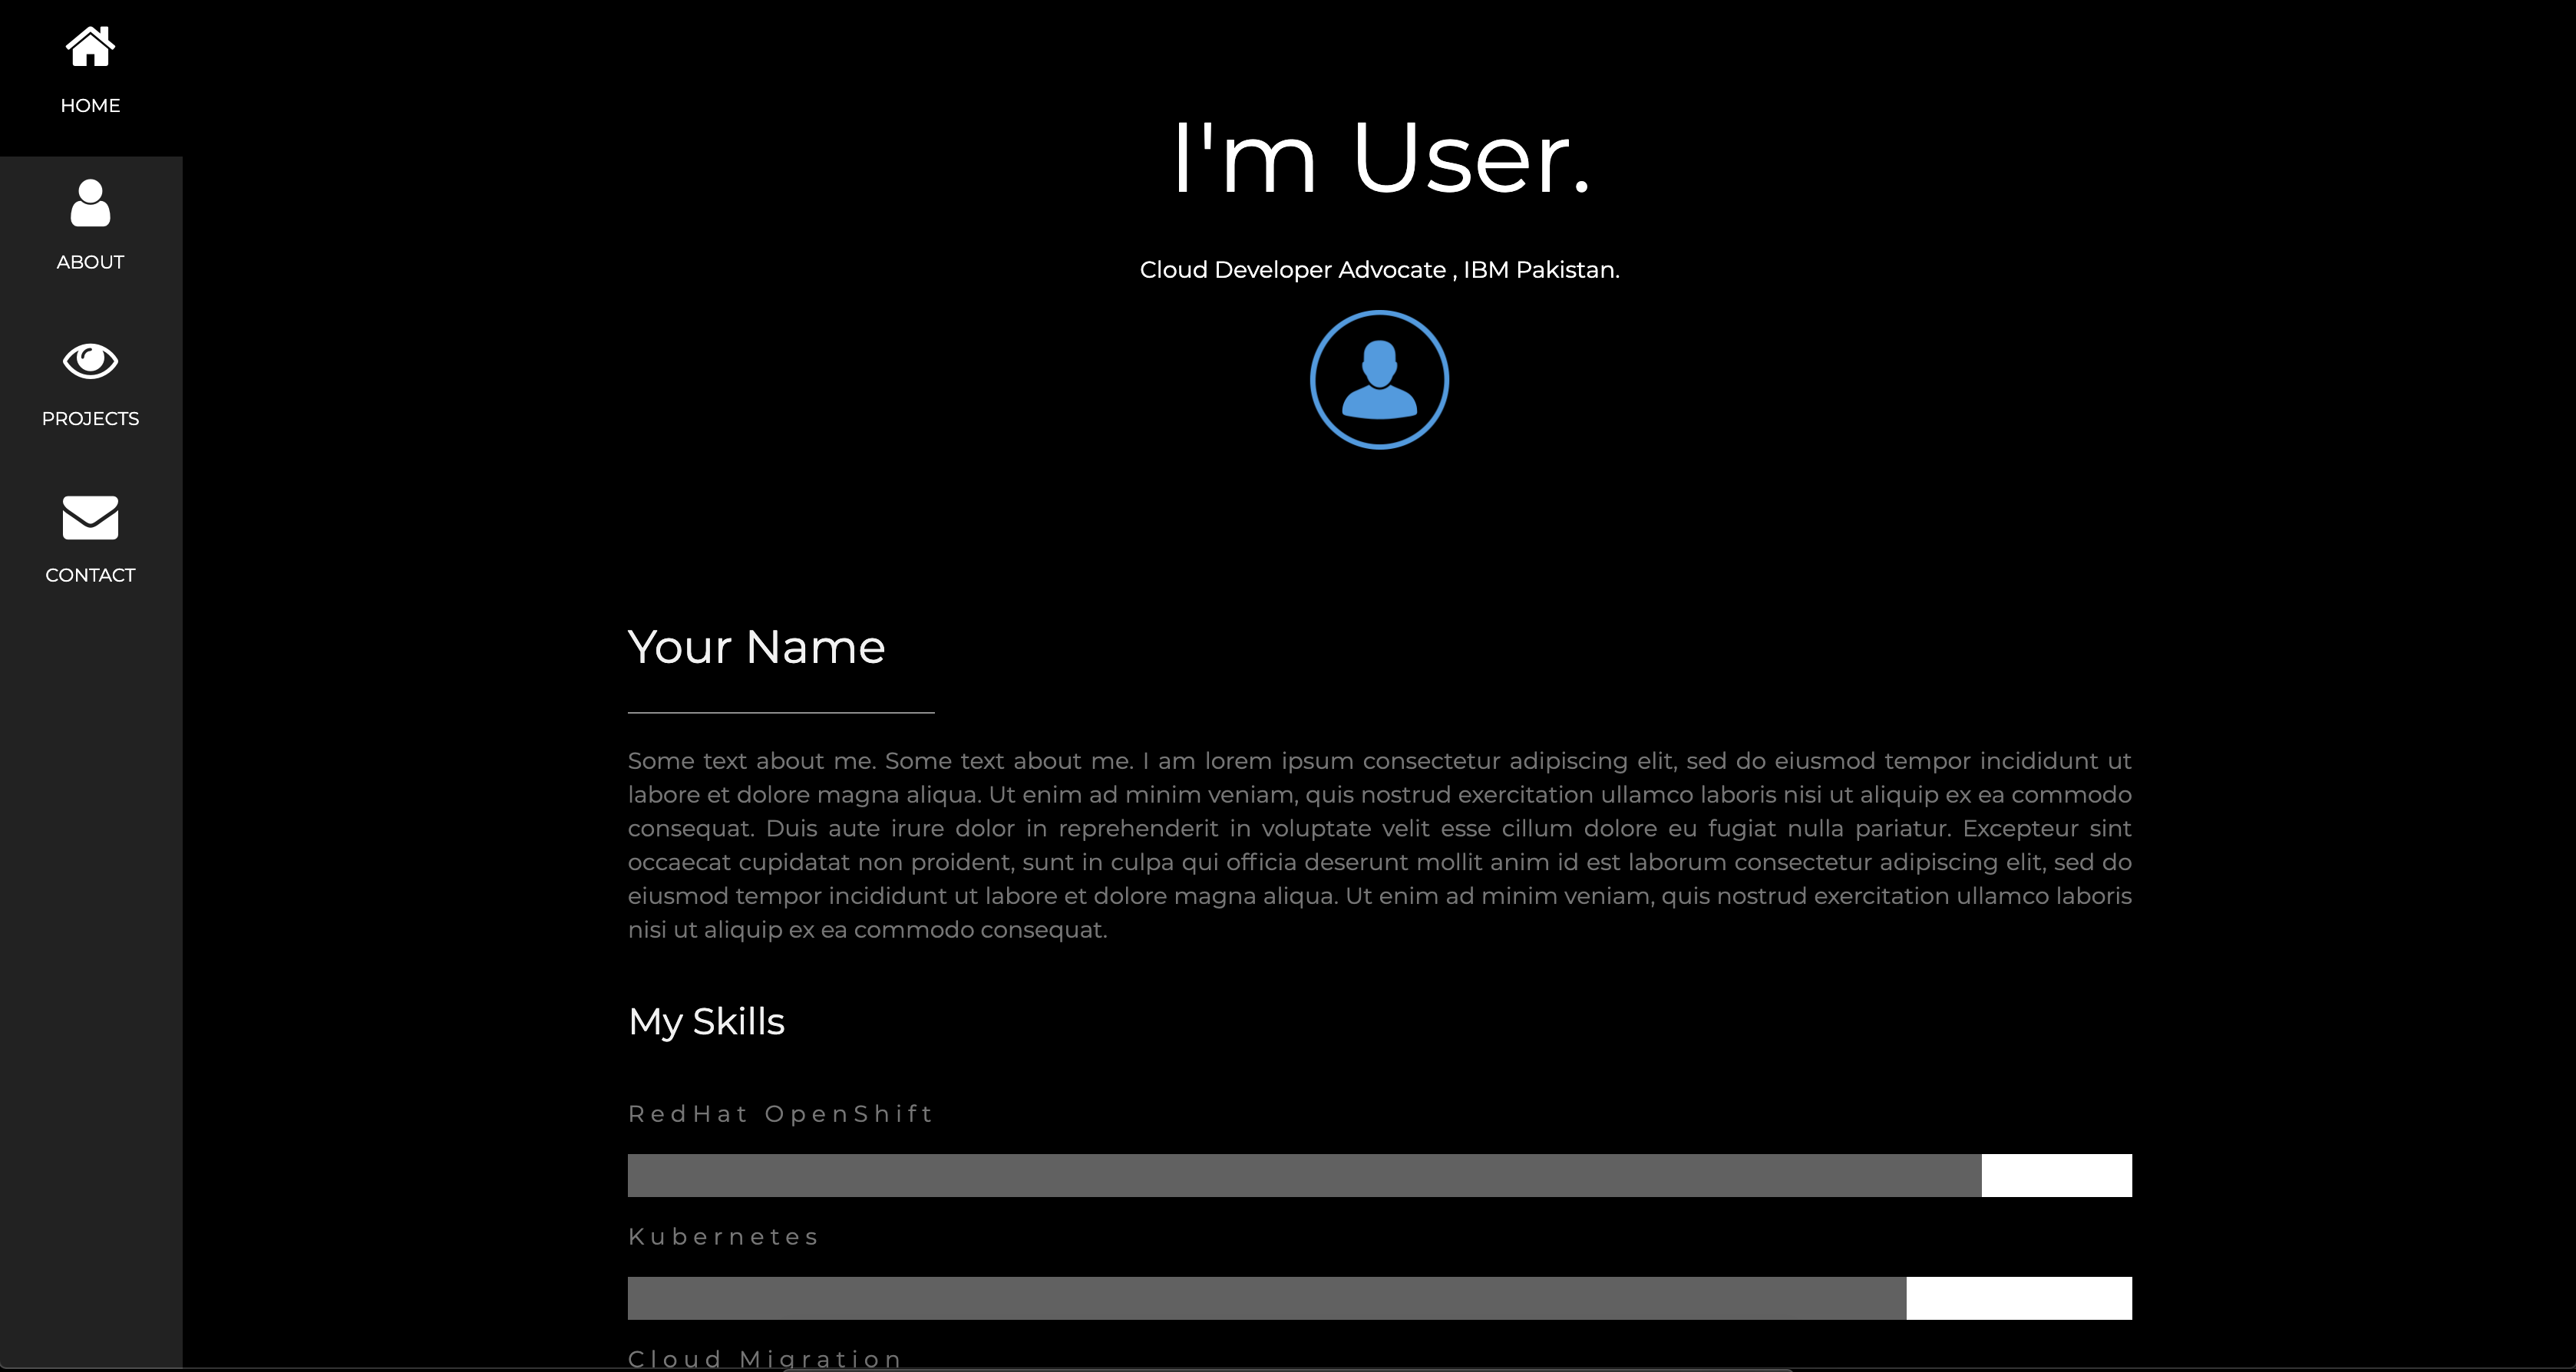 HOME
ABOUT
PROJECTS
CONTACT
I'm User.
Cloud Developer Advocate , IBM Pakistan.
Your Name
Some text about me. Some text about me. I am lorem ipsum consectetur adipiscing elit, sed do eiusmod tempor incididunt ut
labore et dolore magna aliqua. Ut enim ad minim veniam, quis nostrud exercitation ullamco laboris nisi ut aliquip ex ea commodo
consequat. Duis aute irure dolor in reprehenderit in voluptate velit esse cillum dolore eu fugiat nulla pariatur. Excepteur sint
occaecat cupidatat non proident, sunt in culpa qui officia deserunt mollit anim id est laborum consectetur adipiscing elit, sed do
eiusmod tempor incididunt ut labore et dolore magna aliqua. Ut enim ad minim veniam, quis nostrud exercitation ullamco laboris
nisi ut aliquip ex ea commodo consequat.
My Skills
RedHat OpenShift
Kubernetes
Cloud Migration